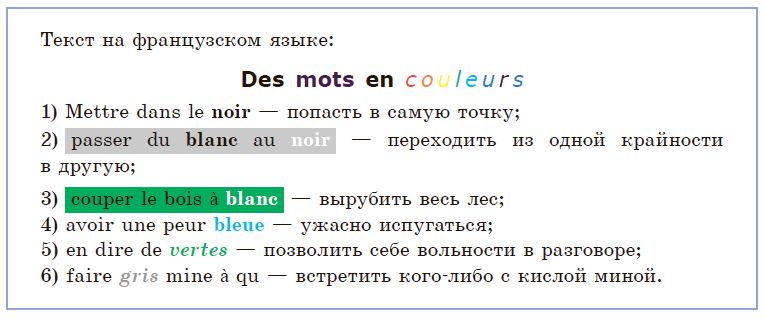 Текст на французском языке:
Des mots en couleurs
1) Mettre dans le noir — попасть в самую точку;
2) passer du blanc au noir — переходить из одной крайности
в другую;
3) couper le bois à blanc — вырубить весь лес;
4) avoir une peur bleue — ужасно испугаться;
5) en dire de vertes — позволить себе вольности в разговоре;
6) faire gris mine à qu — встретить кого-либо с кислой миной.